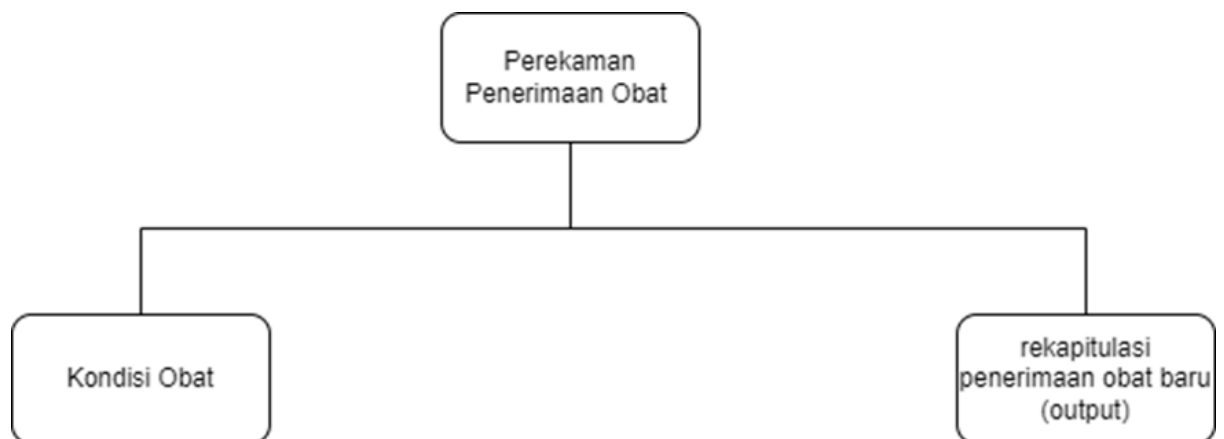 Perekaman
Penerimaan Obat
Kondisi Obat
rekapitulasi
penerimaan obat baru
(output)